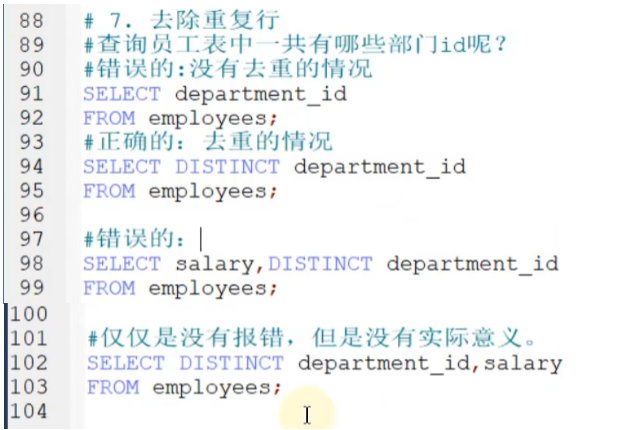 88 # 7. 去除重复行
89 #查询员工表中一共有哪些部门id呢?
90 #错误的:没有去重的情况
91 SELECT department_id
92 FROM employees;
93 #正确的: 去重的情况
94 SELECT DISTINCT department_id
95 FROM employees;
96
97 #错误的:
98 SELECT salary,DISTINCT department_id
99 FROM employees;
100
101 #仅仅是没有报错, 但是没有实际意义。
102 SELECT DISTINCT department_id,salary
103 FROM employees;
104